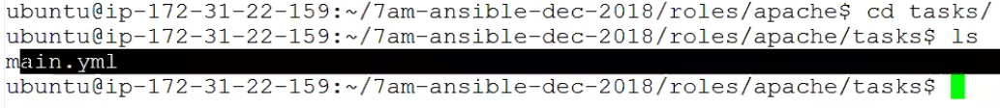 ubuntu@ip-172-31-22-159:~/7am-ansible-dec-2018/roles/apache$ cd tasks/
ubuntu@ip-172-31-22-159:~/7am-ansible-dec-2018/roles/apache/tasks$ ls
main.yml
ubuntu@ip-172-31-22-159:~/7am-ansible-dec-2018/roles/apache/tasks$